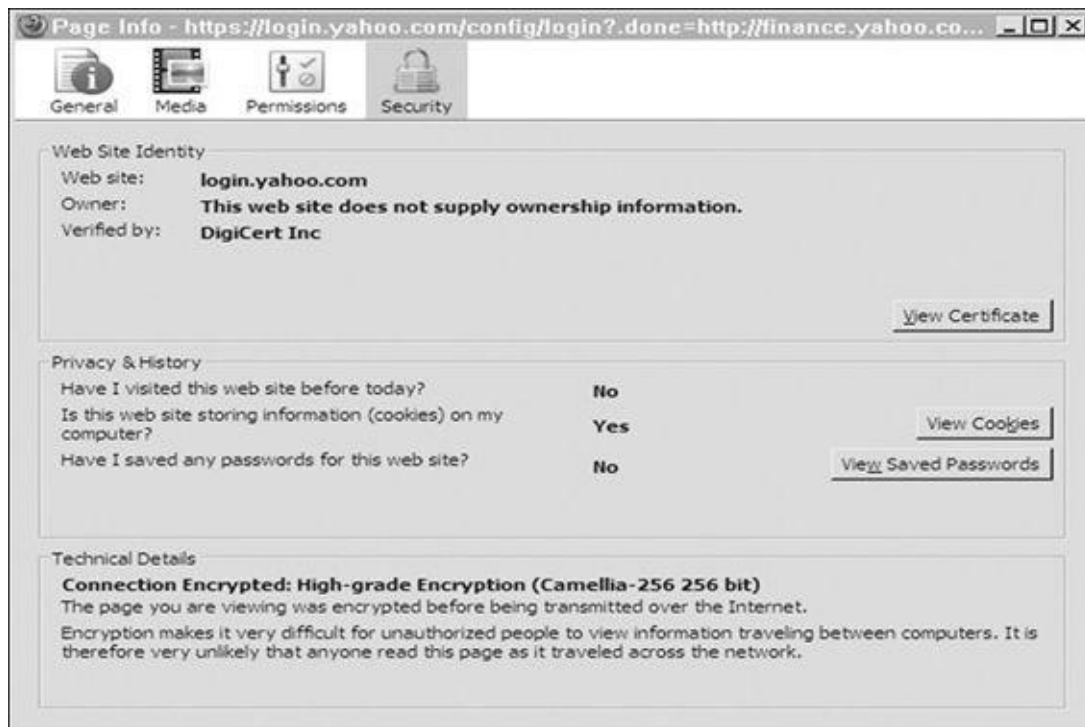 Page Info - https://login.yahoo.com/config/login?.done=http://finance.yahoo.co...
General Media Permissions Security
Web Site Identity
Web site: login.yahoo.com
Owner: This web site does not supply ownership information.
Verified by: DigiCert Inc
View Certificate
Privacy & History
Have I visited this web site before today? No
Is this web site storing information (cookies) on my
computer? Yes View Cookies
Have I saved any passwords for this web site? No View Saved Passwords
Technical Details
Connection Encrypted: High-grade Encryption (Camellia-256 256 bit)
The page you are viewing was encrypted before being transmitted over the Internet.
Encryption makes it very difficult for unauthorized people to view information traveling between computers. It is
therefore very unlikely that anyone read this page as it traveled across the network.